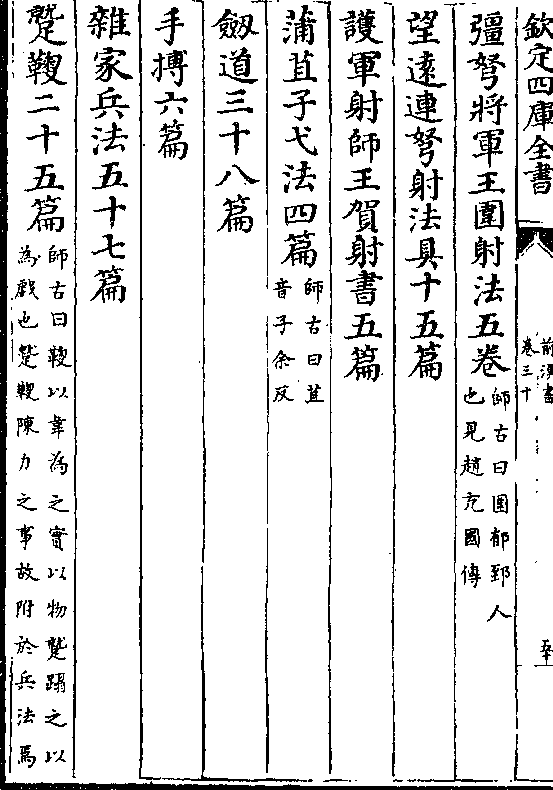 欽定四庫全書
前漢書
卷三十
彊弩將軍王圍射法五卷師古曰圍郁郅人也見趙充國傳
望遠連弩射法具十五篇
護軍射師王賀射書五篇
蒲苴子弋法四篇師古曰苴音子余反
劔道三十八篇
手搏六篇
雜家兵法五十七篇
蹵鞠二十五篇師古曰鞠以韋為之實以物蹵蹋之以為戲也蹵鞠陳力之事故附於兵法焉